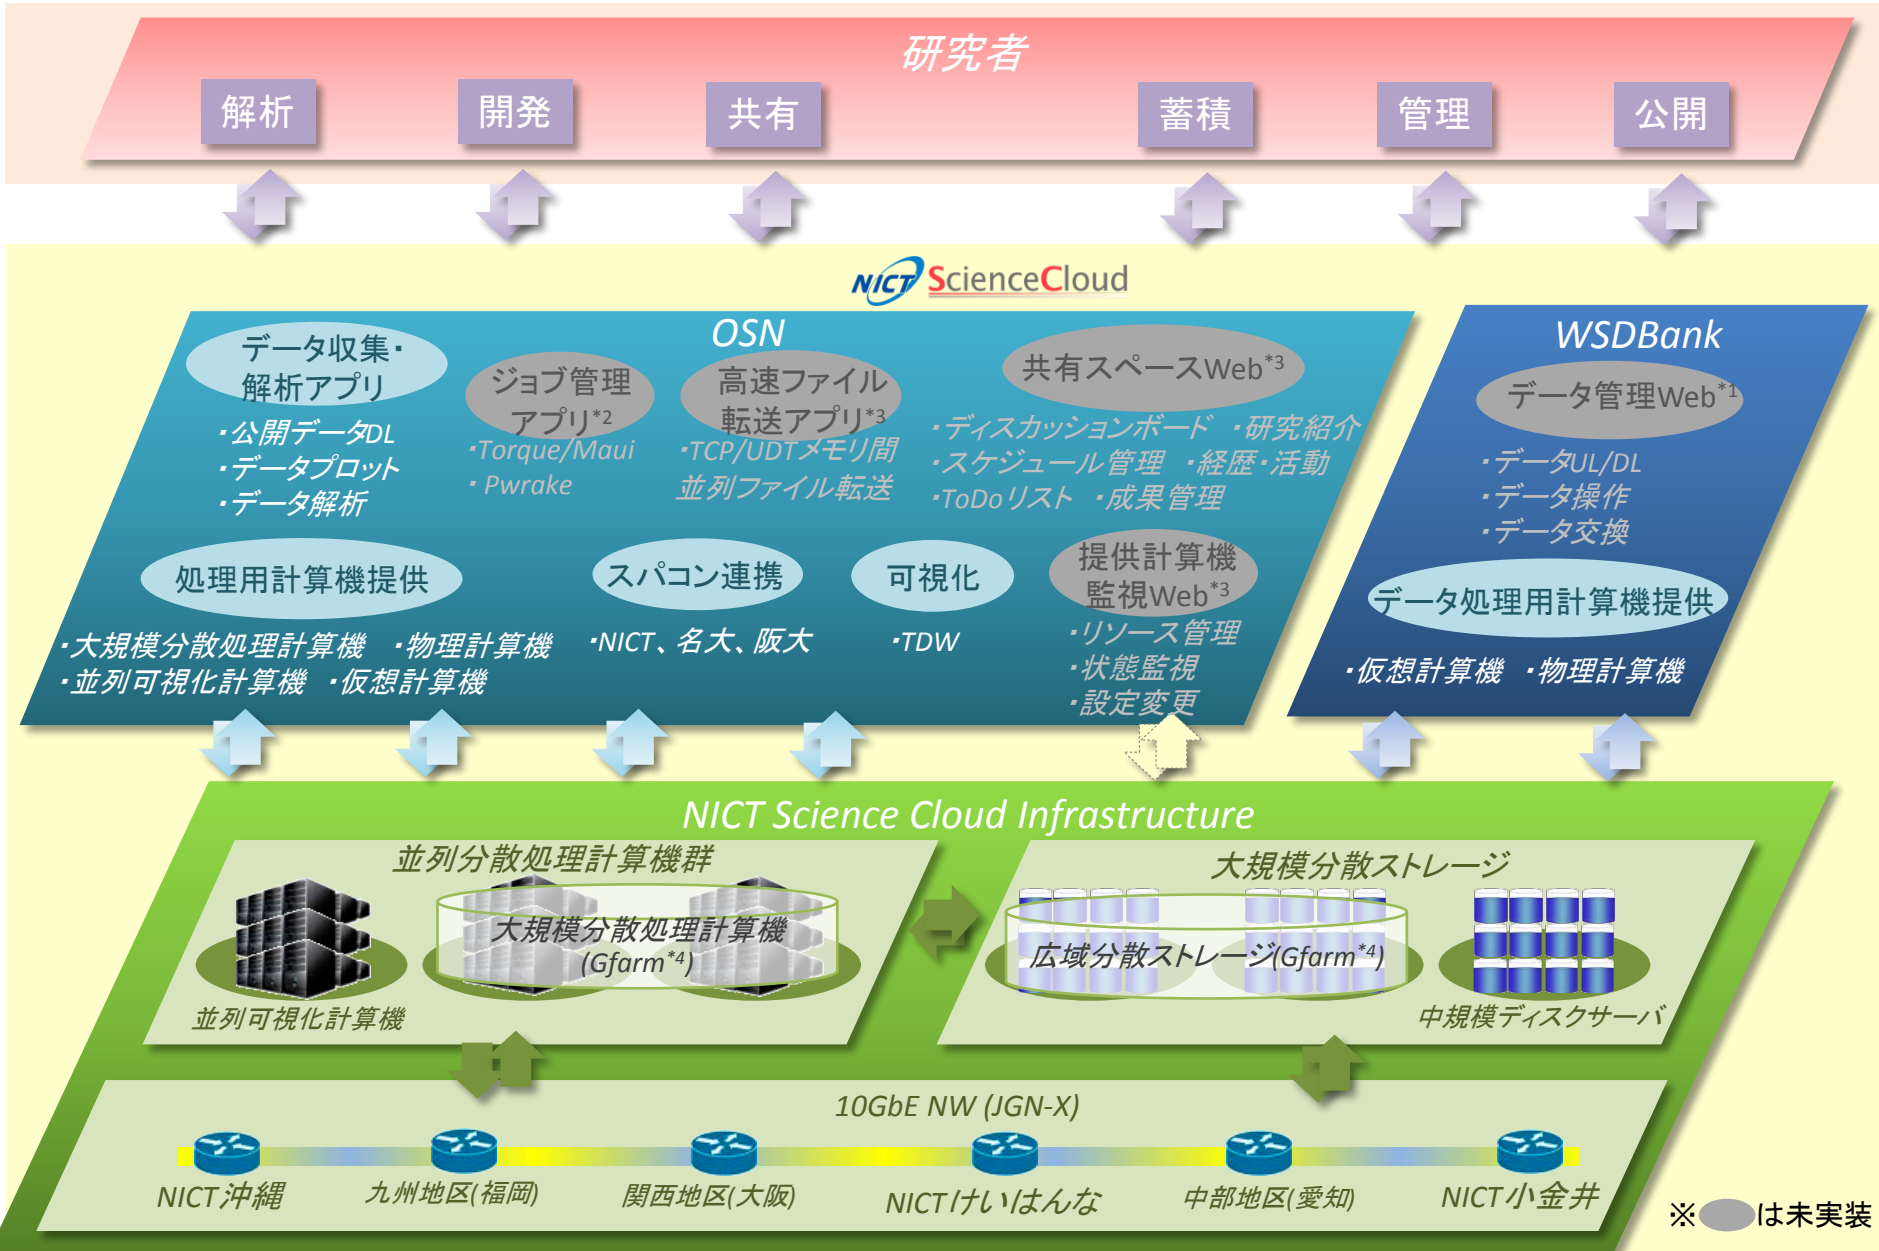 研究者
解析
開発
共有
蓄積
管理
公開
NICT ScienceCloud
OSN
データ収集・
解析アプリ
・公開データDL
・データプロット
・データ解析
ジョブ管理
アプリ*2
・Torque/Maui
・Pwrake
高速ファイル
転送アプリ*3
・TCP/UDTメモリ間
並列ファイル転送
共有スペースWeb*3
・ディスカッションボード ・研究紹介
・スケジュール管理 ・経歴・活動
・ToDoリスト ・成果管理
処理用計算機提供
・大規模分散処理計算機 ・物理計算機
・並列可視化計算機 ・仮想計算機
スパコン連携
・NICT、名大、阪大
可視化
・TDW
提供計算機
監視Web*3
・リソース管理
・状態監視
・設定変更
WSDBank
データ管理Web*1
・データUL/DL
・データ操作
・データ交換
データ処理用計算機提供
・仮想計算機 ・物理計算機
NICT Science Cloud Infrastructure
並列分散処理計算機群
大規模分散処理計算機
(Gfarm*4)
並列可視化計算機
大規模分散ストレージ
広域分散ストレージ(Gfarm*4)
中規模ディスクサーバ
10GbE NW (JGN-X)
NICT沖縄
九州地区(福岡)
関西地区(大阪)
NICTけいはんな
中部地区(愛知)
NICT小金井
※ は未実装